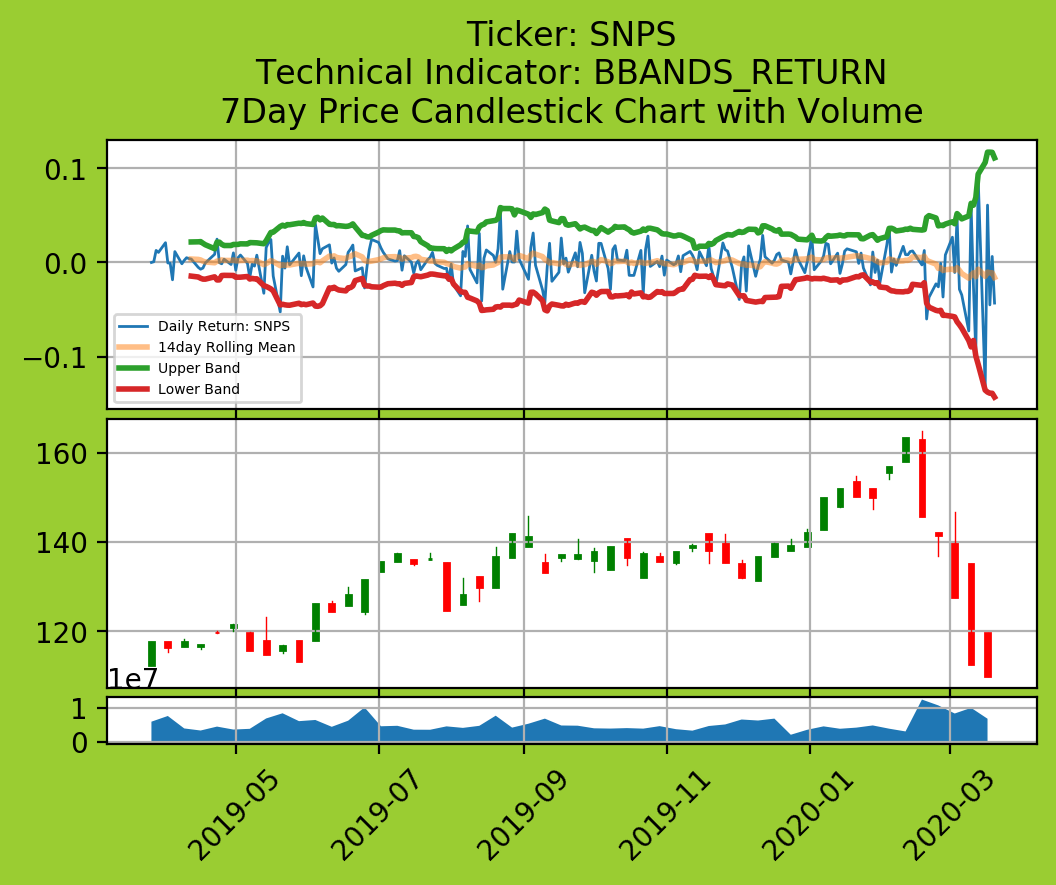 Ticker: SNPS
Technical Indicator: BBANDS_RETURN
7Day Price Candlestick Chart with Volume
0.1
0.0
−0.1
Daily Return: SNPS
14day Rolling Mean
Upper Band
Lower Band
160
140
120
1e7
1
0
2019-05
2019-07
2019-09
2019-11
2020-01
2020-03